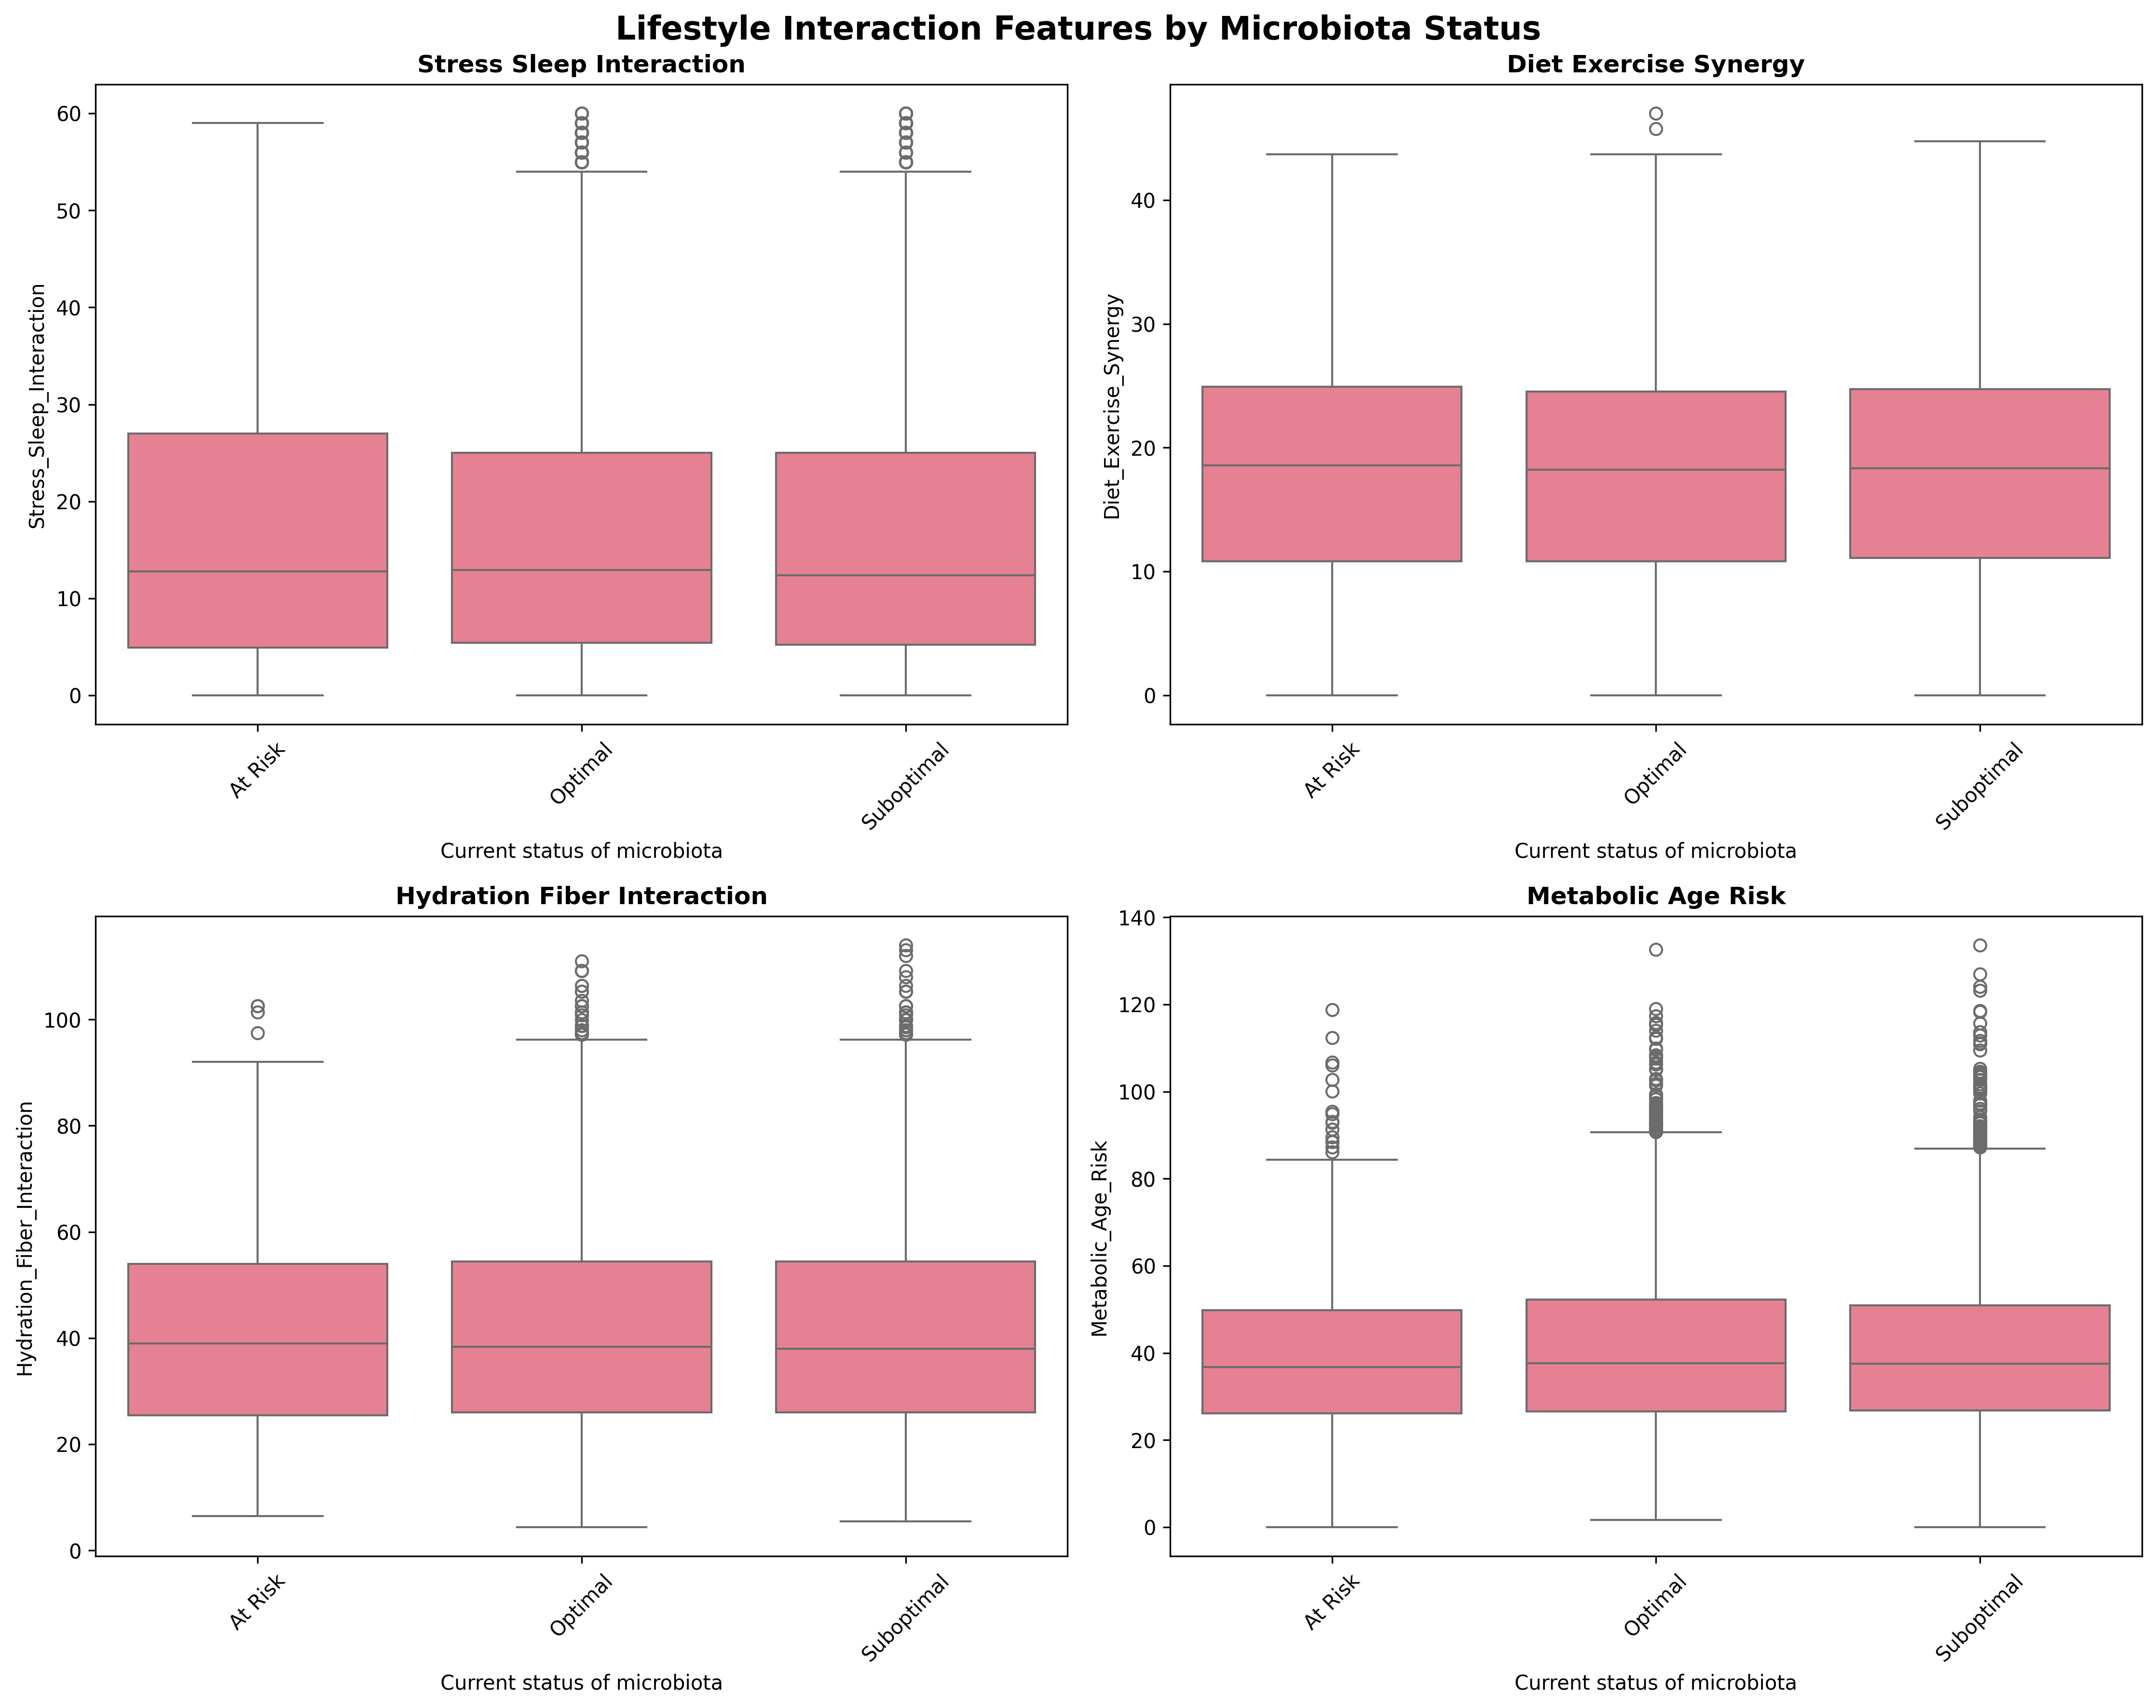 Lifestyle Interaction Features by Microbiota Status
Stress Sleep Interaction
Stress_Sleep_Interaction
60
50
40
30
20
10
0
At Risk
Optimal
Suboptimal
Current status of microbiota
Diet Exercise Synergy
Diet_Exercise_Synergy
40
30
20
10
0
At Risk
Optimal
Suboptimal
Current status of microbiota
Hydration Fiber Interaction
Hydration_Fiber_Interaction
100
80
60
40
20
0
At Risk
Optimal
Suboptimal
Current status of microbiota
Metabolic Age Risk
Metabolic_Age_Risk
140
120
100
80
60
40
20
0
At Risk
Optimal
Suboptimal
Current status of microbiota